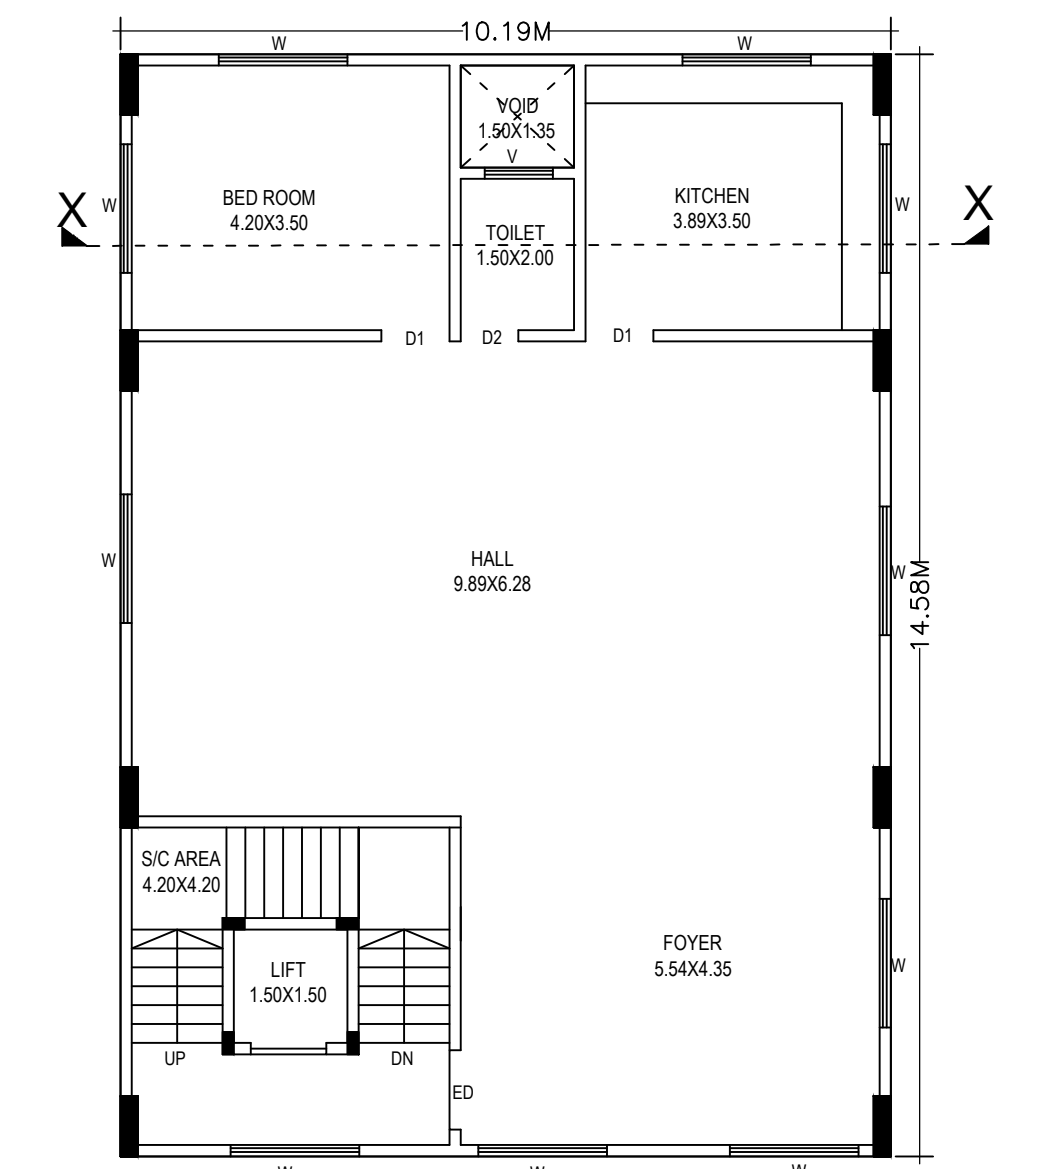 10.19M
W
W
VOID
1.50X1.35
V
BED ROOM
4.20X3.50
KITCHEN
3.89X3.50
X
W
W
X
TOILET
1.50X2.00
D1
D2
D1
HALL
9.89X6.28
W
W
14.58M
S/C AREA
4.20X4.20
FOYER
5.54X4.35
LIFT
1.50X1.50
W
UP
DN
ED
W
W
W